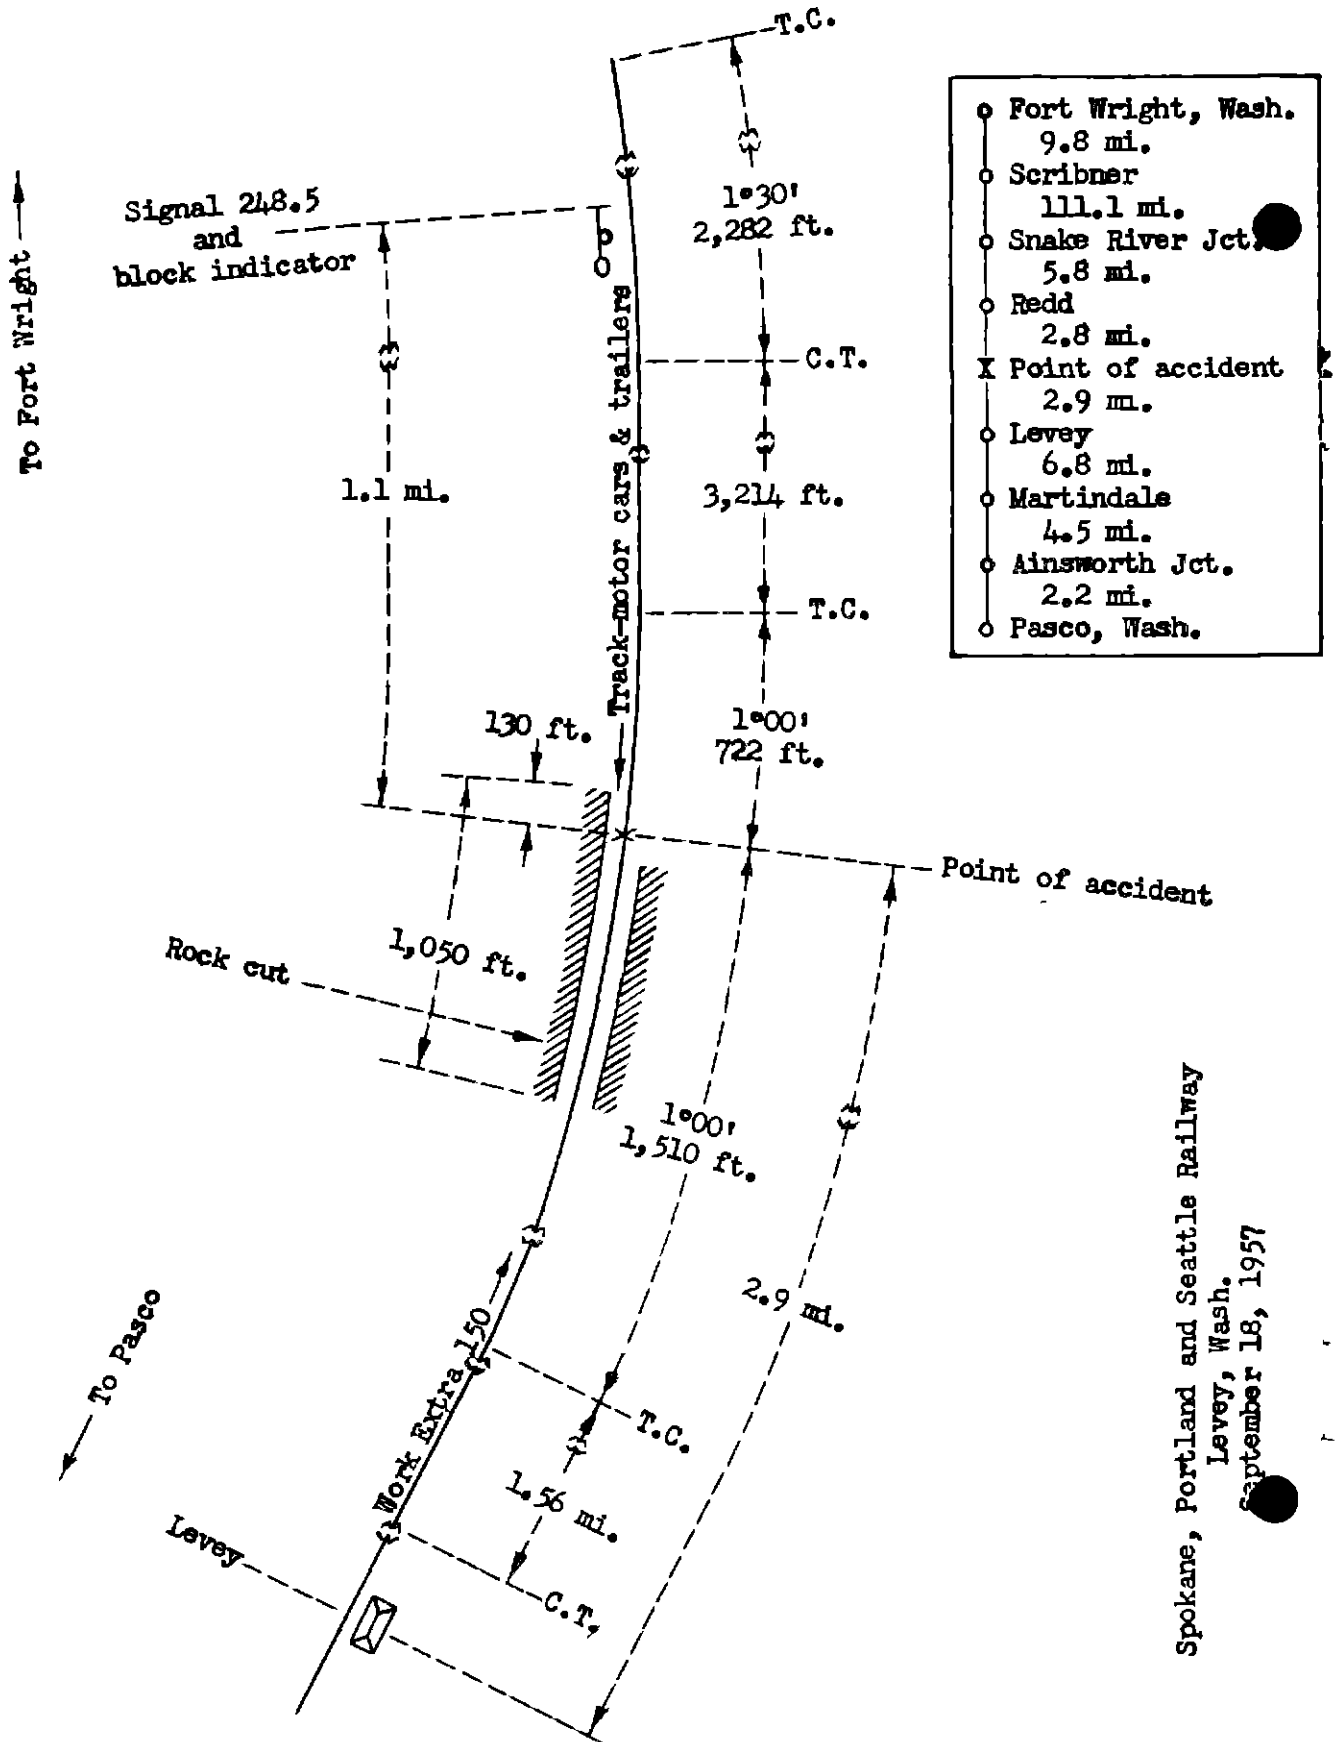 T.C.
To Fort Wright
Signal 248.5
and
block indicator
1°30'
2,282 ft.
Fort Wright, Wash.
9.8 mi.
Scribner
111.1 mi.
Snake River Jct.
5.8 mi.
Redd
2.8 mi.
X Point of accident
2.9 mi.
Levey
6.8 mi.
Martindale
4.5 mi.
Ainsworth Jct.
2.2 mi.
Pasco, Wash.
C.T.
Track-motor cars & trailers
1.1 mi.
3,214 ft.
T.C.
130 ft.
1°00'
722 ft.
Point of accident
Rock cut
1,050 ft.
1°00'
1,510 ft.
2.9 mi.
To Pasco
Work Extra 150
T.C.
1.56 mi.
Levey
C.T.
Spokane, Portland and Seattle Railway
Levey, Wash.
September 18, 1957